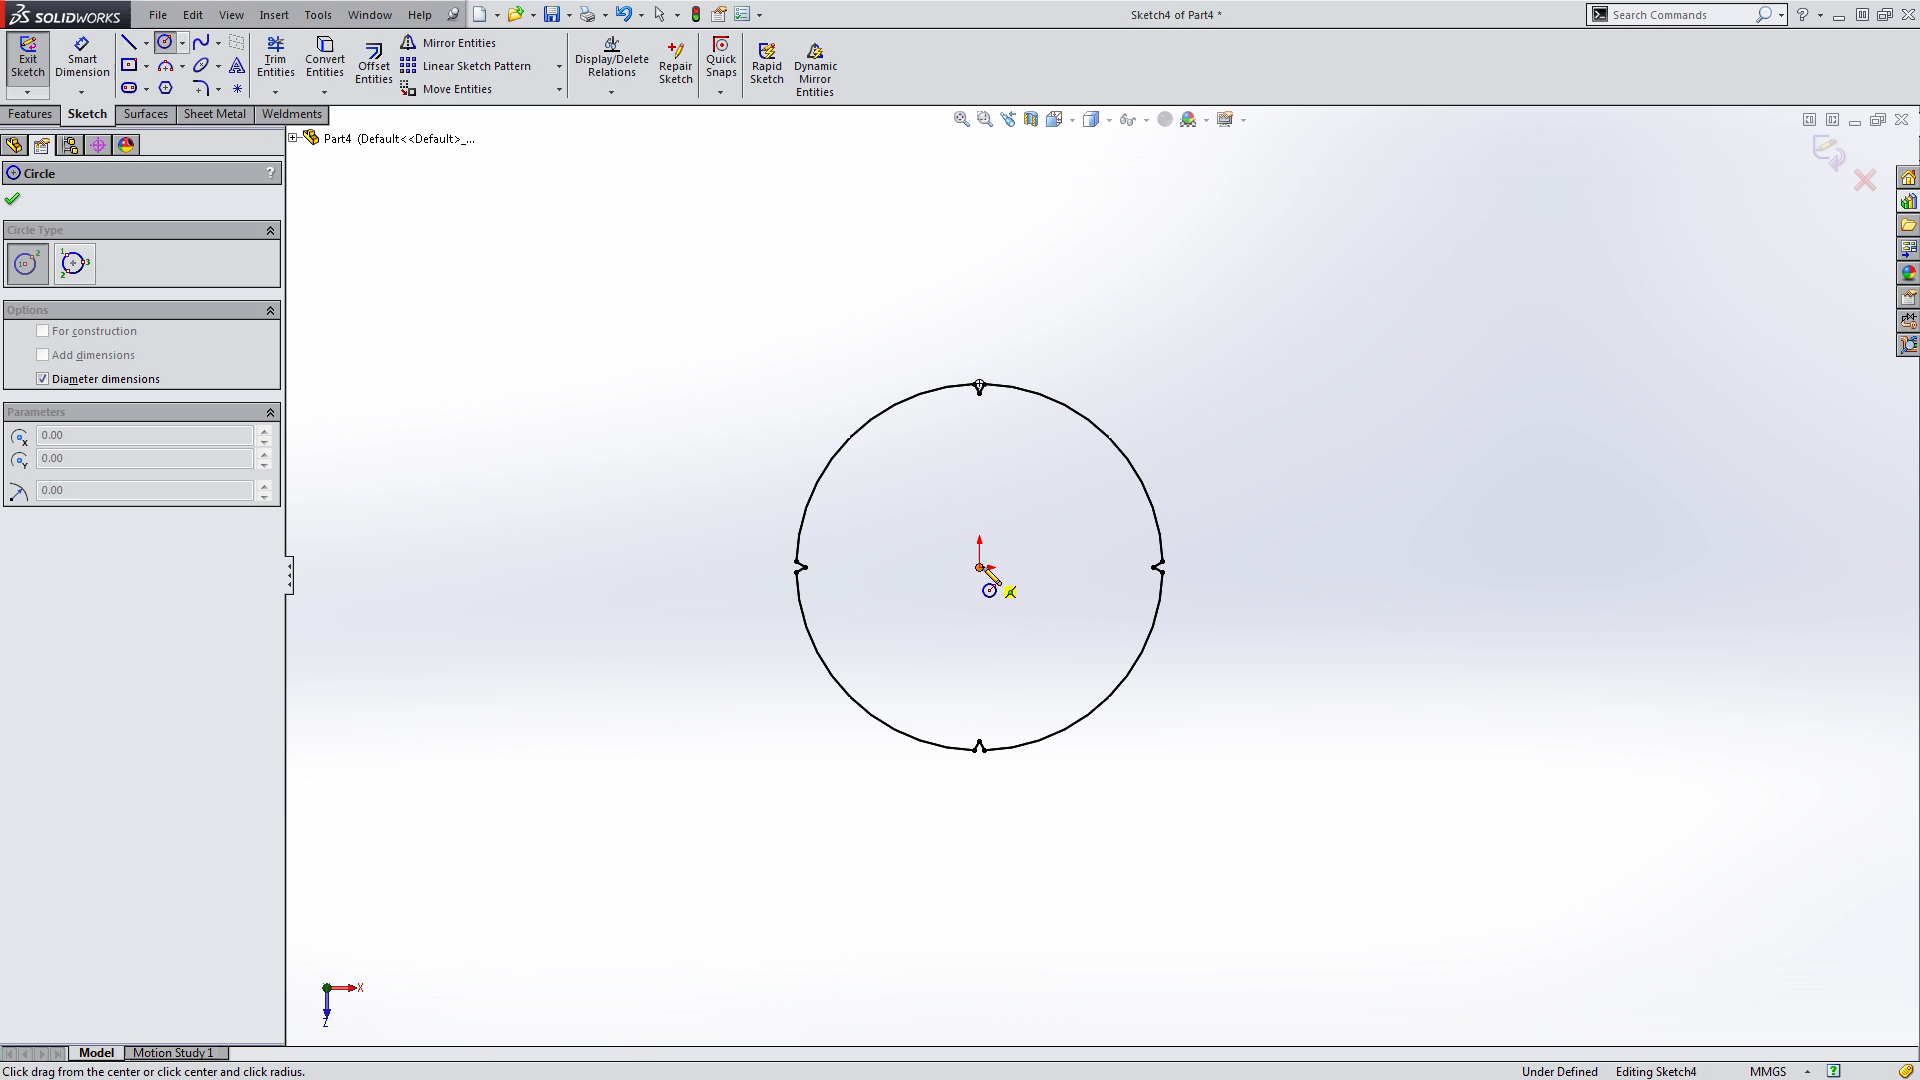 SOLIDWORKS File Edit View Insert Tools Window Help Sketch4 of Part4 * Search Commands
Exit Sketch
Smart Dimension
Trim Entities
Convert Entities
Offset Entities
Mirror Entities
Linear Sketch Pattern
Move Entities
Display/Delete Relations
Repair Sketch
Quick Snaps
Rapid Sketch
Dynamic Mirror Entities
Features Sketch Surfaces Sheet Metal Weldments
Part4 (Default<<Default>_...
Circle ?
Circle Type
Options
For construction
Add dimensions
Diameter dimensions
Parameters
0.00
0.00
0.00
X
Z
Model Motion Study 1
Click drag from the center or click center and click radius. Under Defined Editing Sketch4 MMGS